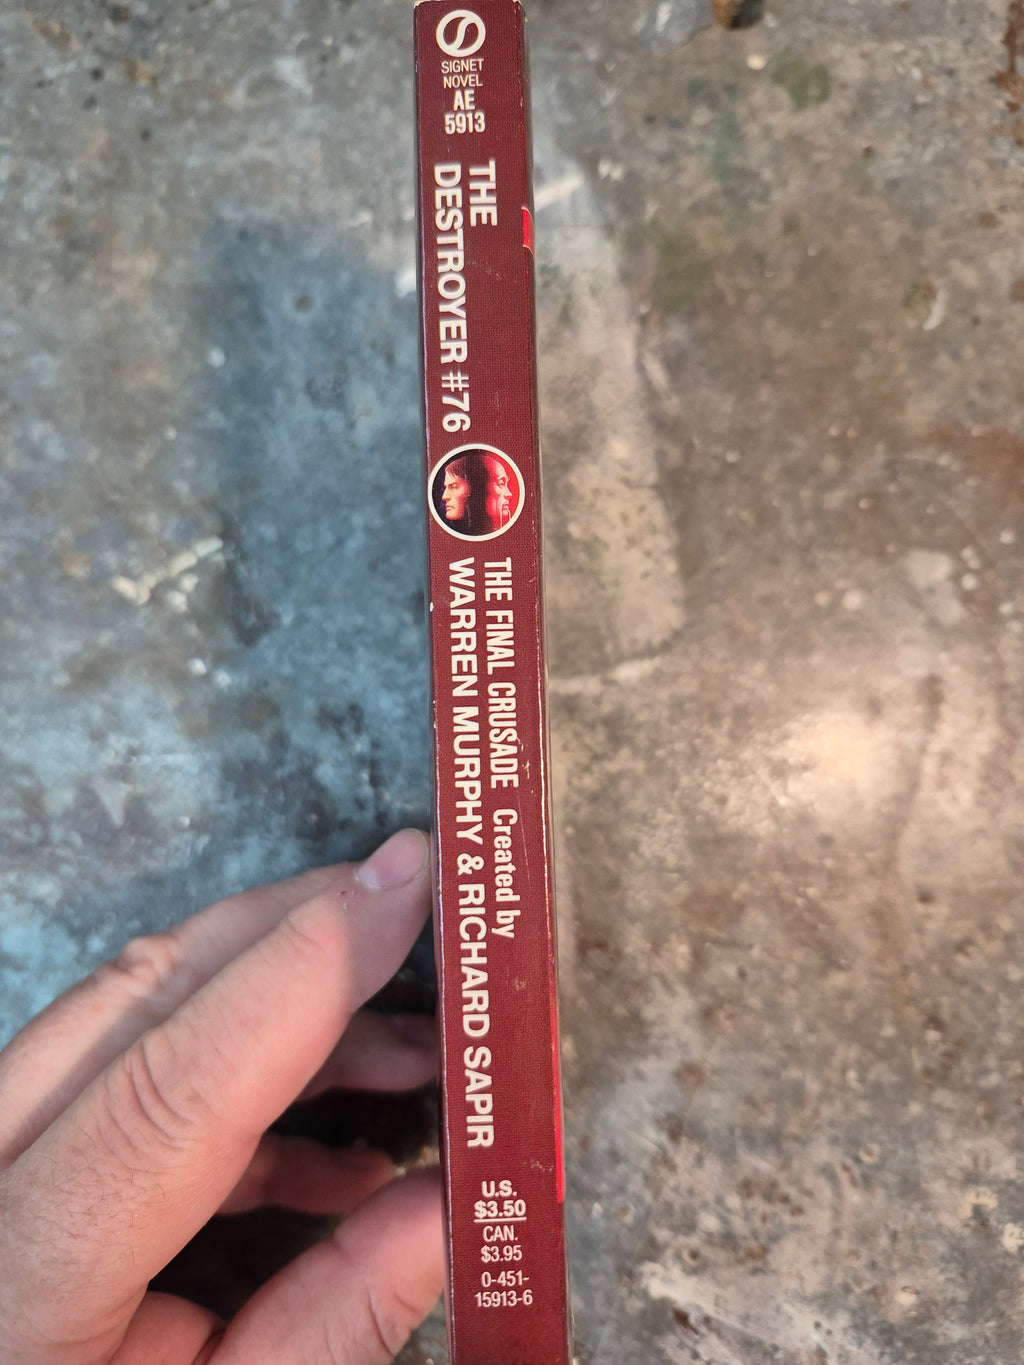 SIGNET
NOVEL
AE
5913
THE
DESTROYER #76
THE FINAL CRUSADE Created by
WARREN MURPHY & RICHARD SAPIR
U.S.
$3.50
CAN.
$3.95
0-451-
15913-6